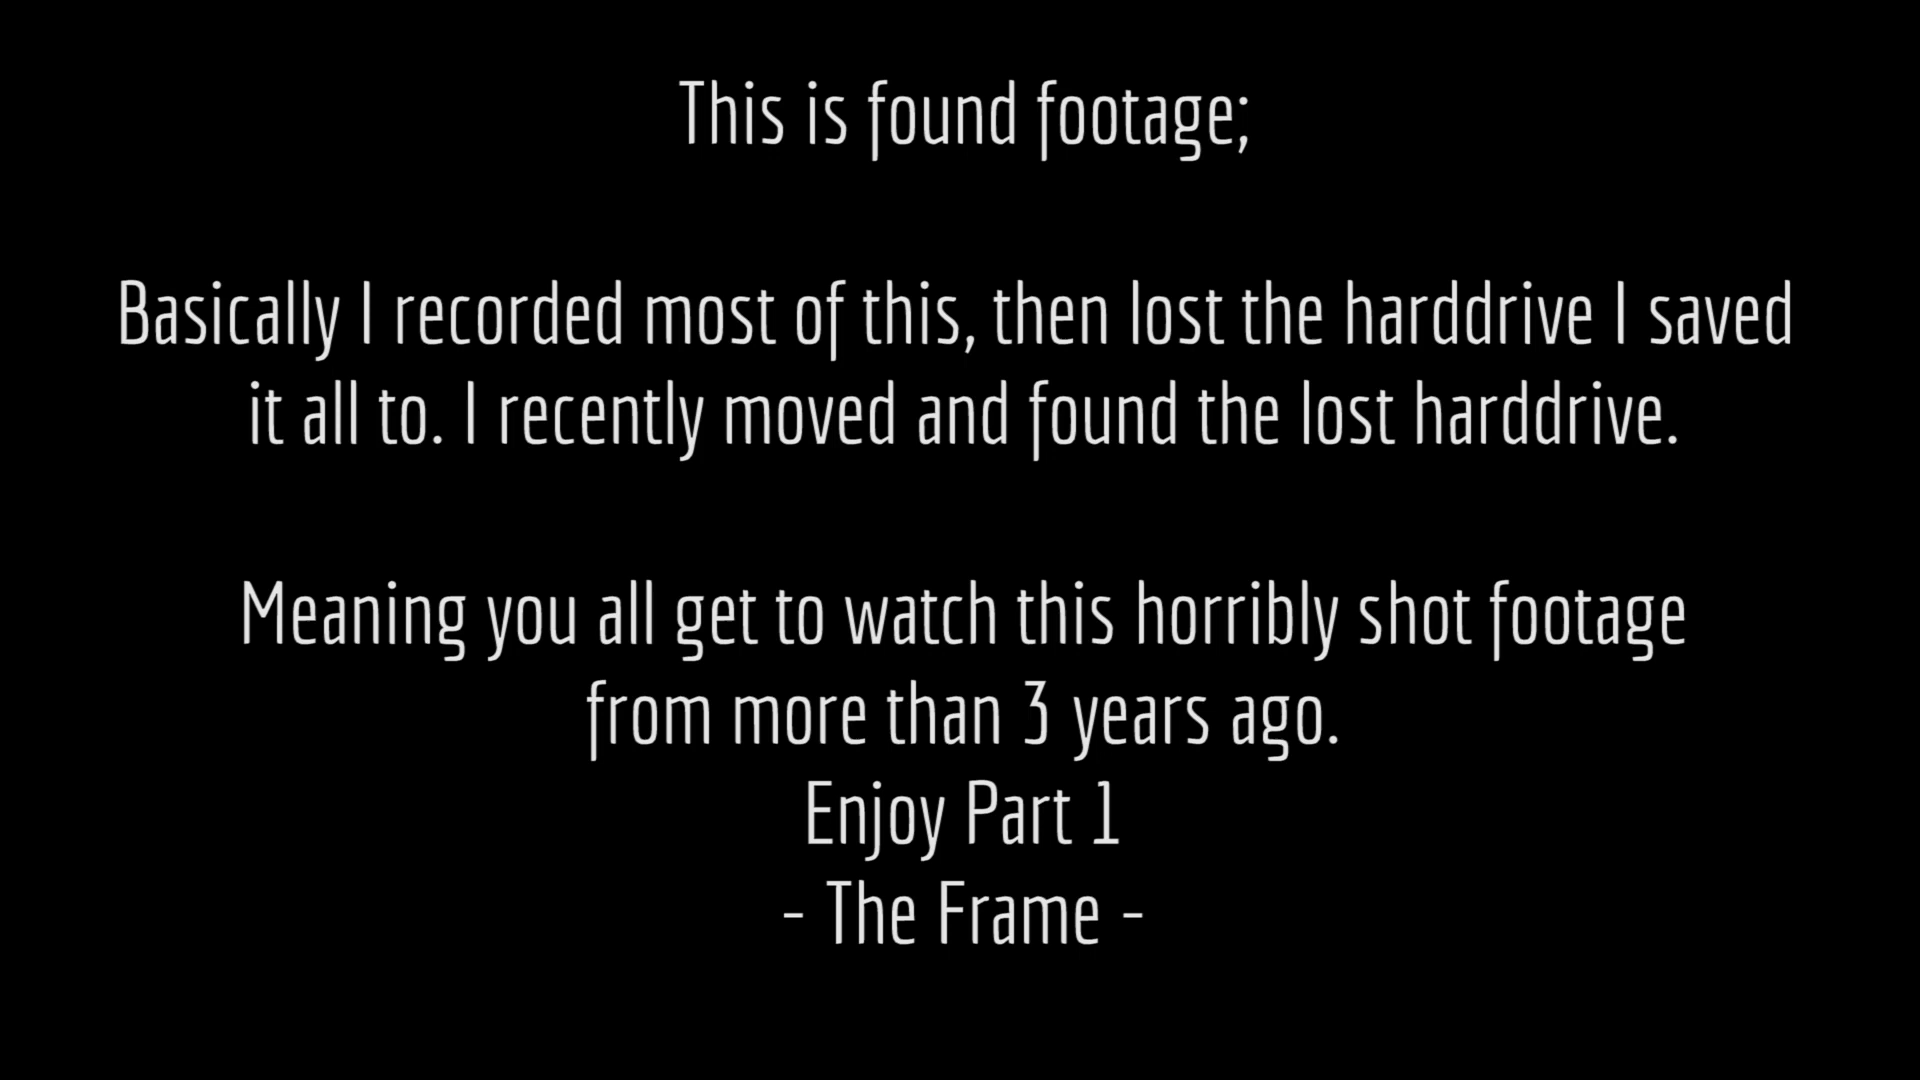 This is found footage;
Basically I recorded most of this, then lost the harddrive I saved
it all to. I recently moved and found the lost harddrive.
Meaning you all get to watch this horribly shot footage
from more than 3 years ago.
Enjoy Part 1
- The Frame -